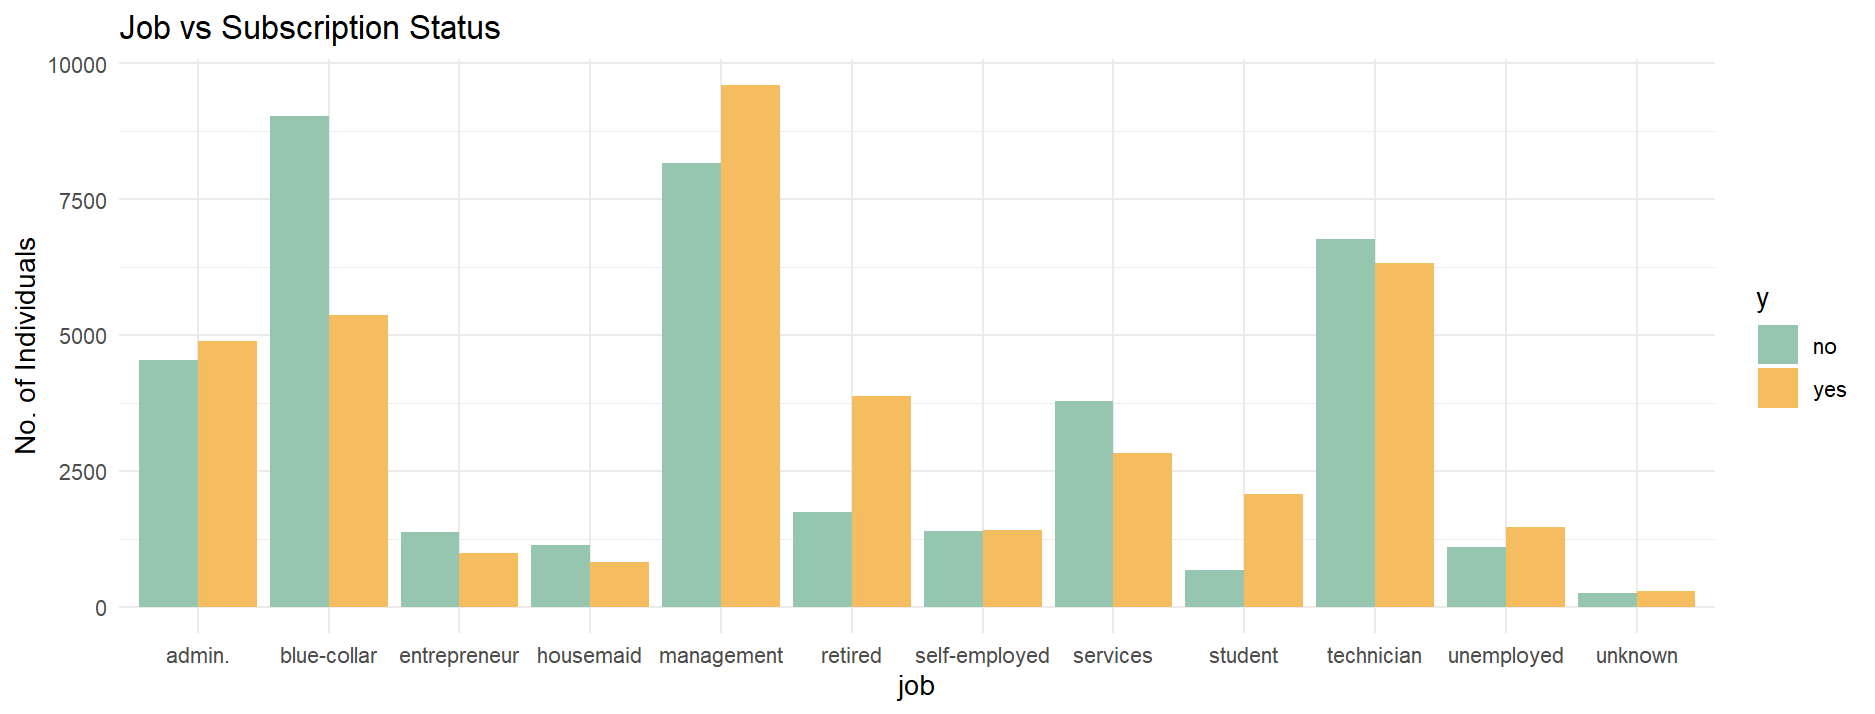 Job vs Subscription Status
No. of Individuals
10000
7500
5000
2500
0
admin. blue-collar entrepreneur housemaid management retired self-employed services student technician unemployed unknown
job
y
no
yes